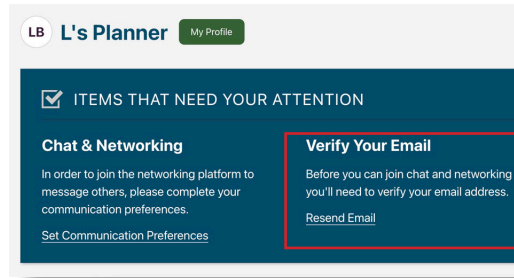 LB L's Planner My Profile
ITEMS THAT NEED YOUR ATTENTION
Chat & Networking
In order to join the networking platform to
message others, please complete your
communication preferences.
Set Communication Preferences
Verify Your Email
Before you can join chat and networking
you'll need to verify your email address.
Resend Email